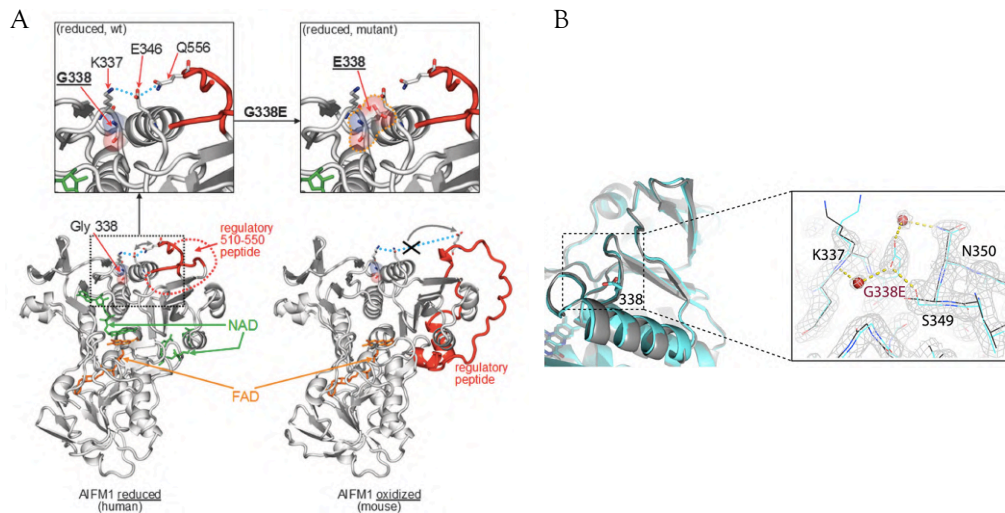 A
(reduced, wt)
E346
Q556
K337
G338
G338E
(reduced, mutant)
E338
Gly 338
regulatory
510-550
peptide
NAD
FAD
regulatory
peptide
AIFM1 reduced
(human)
AIFM1 oxidized
(mouse)
B
338
K337
N350
G338E
S349